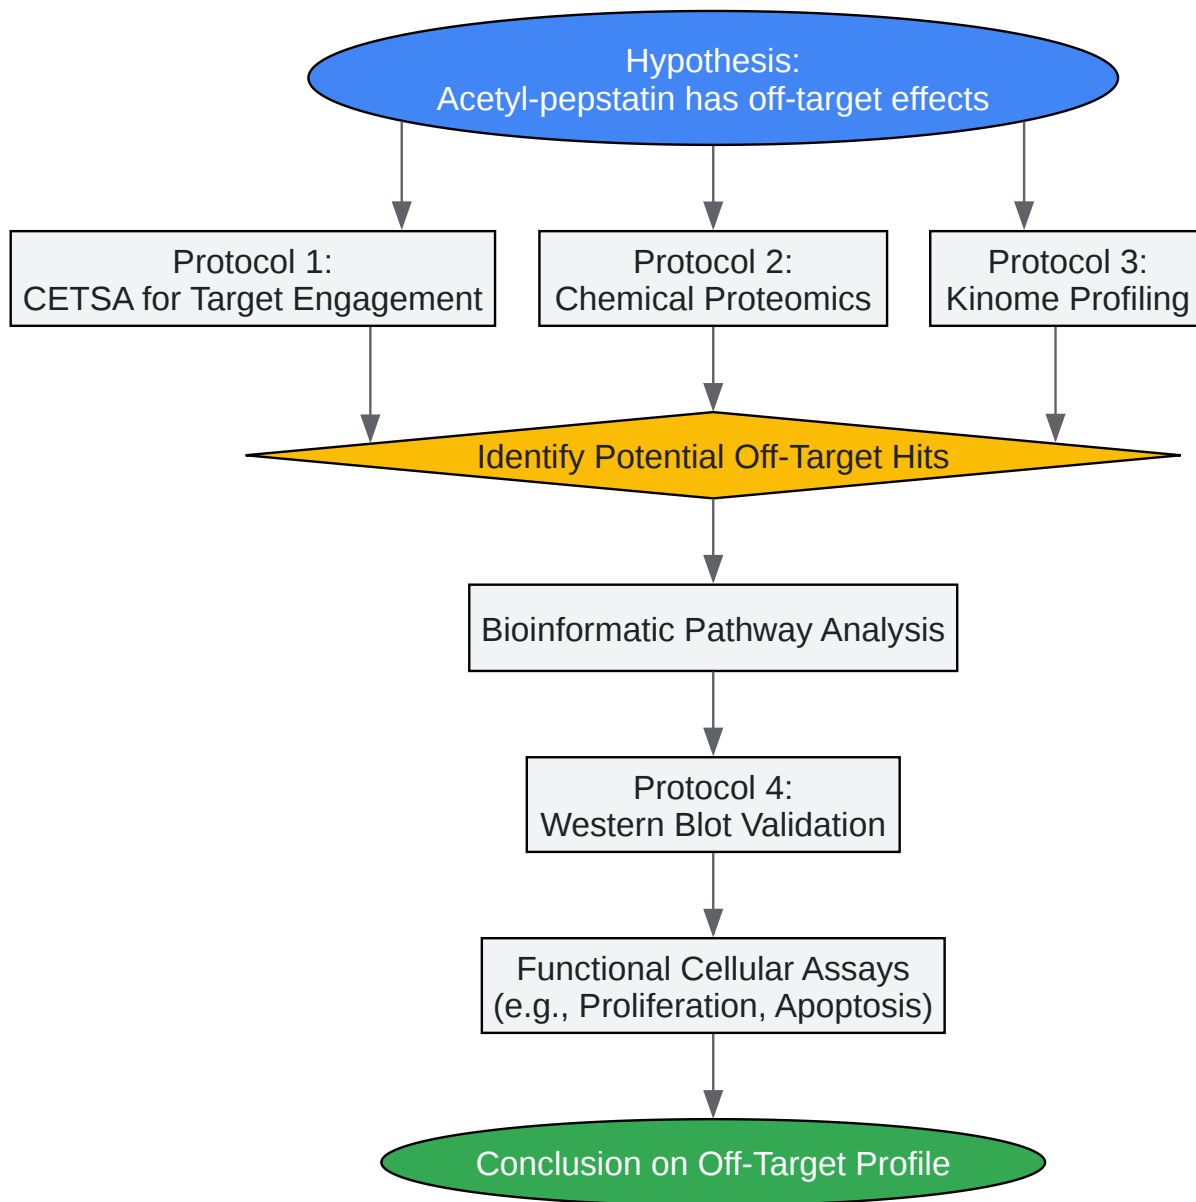 Hypothesis:
Acetyl-pepstatin has off-target effects
Protocol 1:
CETSA for Target Engagement
Protocol 2:
Chemical Proteomics
Protocol 3:
Kinome Profiling
Identify Potential Off-Target Hits
Bioinformatic Pathway Analysis
Protocol 4:
Western Blot Validation
Functional Cellular Assays
(e.g., Proliferation, Apoptosis)
Conclusion on Off-Target Profile